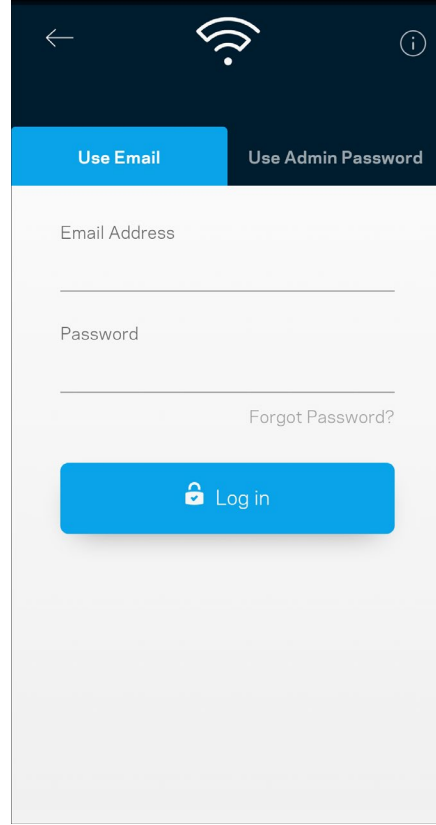 Use Email
Use Admin Password
Email Address
Password
Forgot Password?
Log in